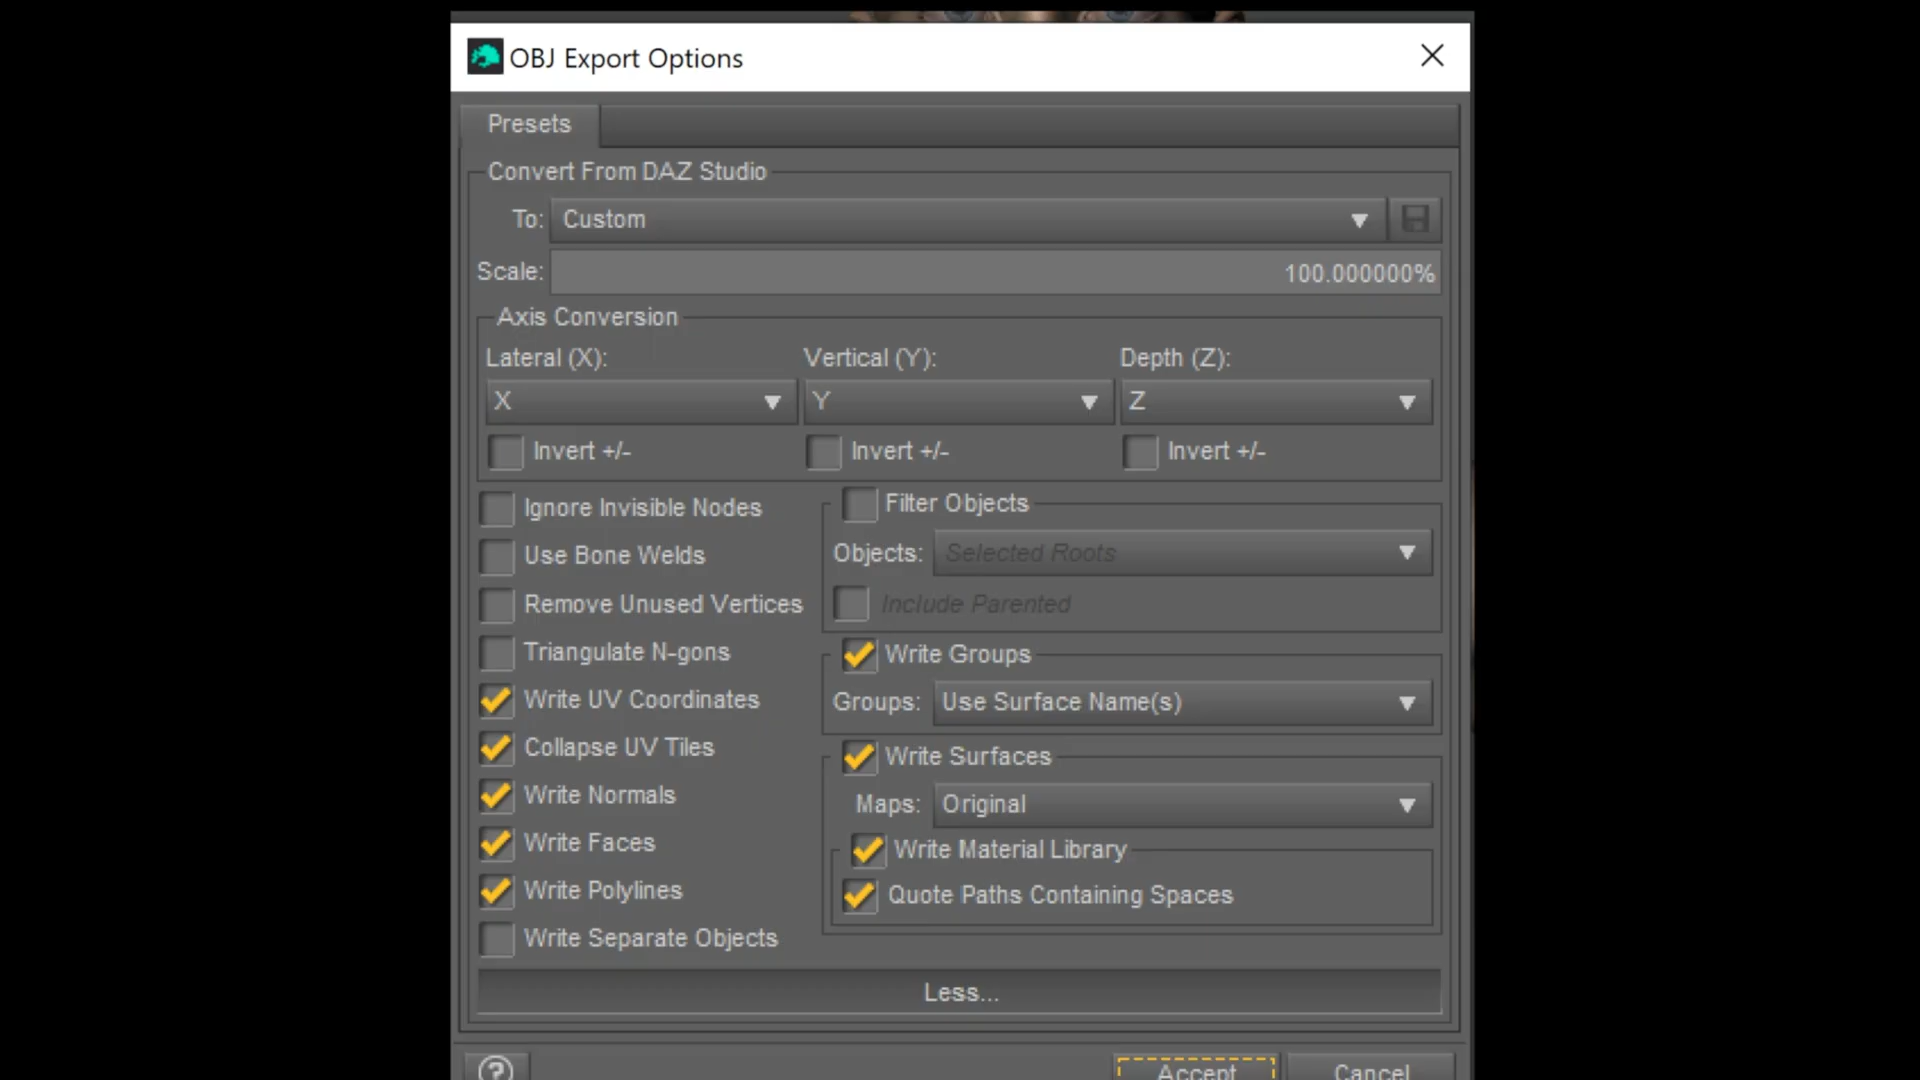 OBJ Export Options
Presets
Convert From DAZ Studio
To: Custom
Scale: 100.000000%
Axis Conversion
Lateral (X): Vertical (Y): Depth (Z):
X Y Z
Invert +/- Invert +/- Invert +/-
Ignore Invisible Nodes
Use Bone Welds
Remove Unused Vertices
Triangulate N-gons
Write UV Coordinates
Collapse UV Tiles
Write Normals
Write Faces
Write Polylines
Write Separate Objects
Filter Objects
Objects: Selected Roots
Include Parented
Write Groups
Groups: Use Surface Name(s)
Write Surfaces
Maps: Original
Write Material Library
Quote Paths Containing Spaces
Less...
? Accept Cancel